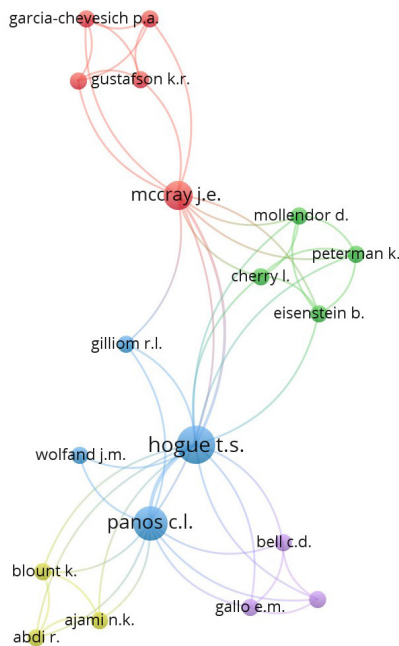 garcia-chevesich p.a.
gustafson k.r.
mccray j.e.
mollendor d.
peterman k.
cherry l.
eisenstein b.
gilliom r.l.
hogue t.s.
wolfand j.m.
panos c.l.
bell c.d.
blount k.
gallo e.m.
ajami n.k.
abdi r.